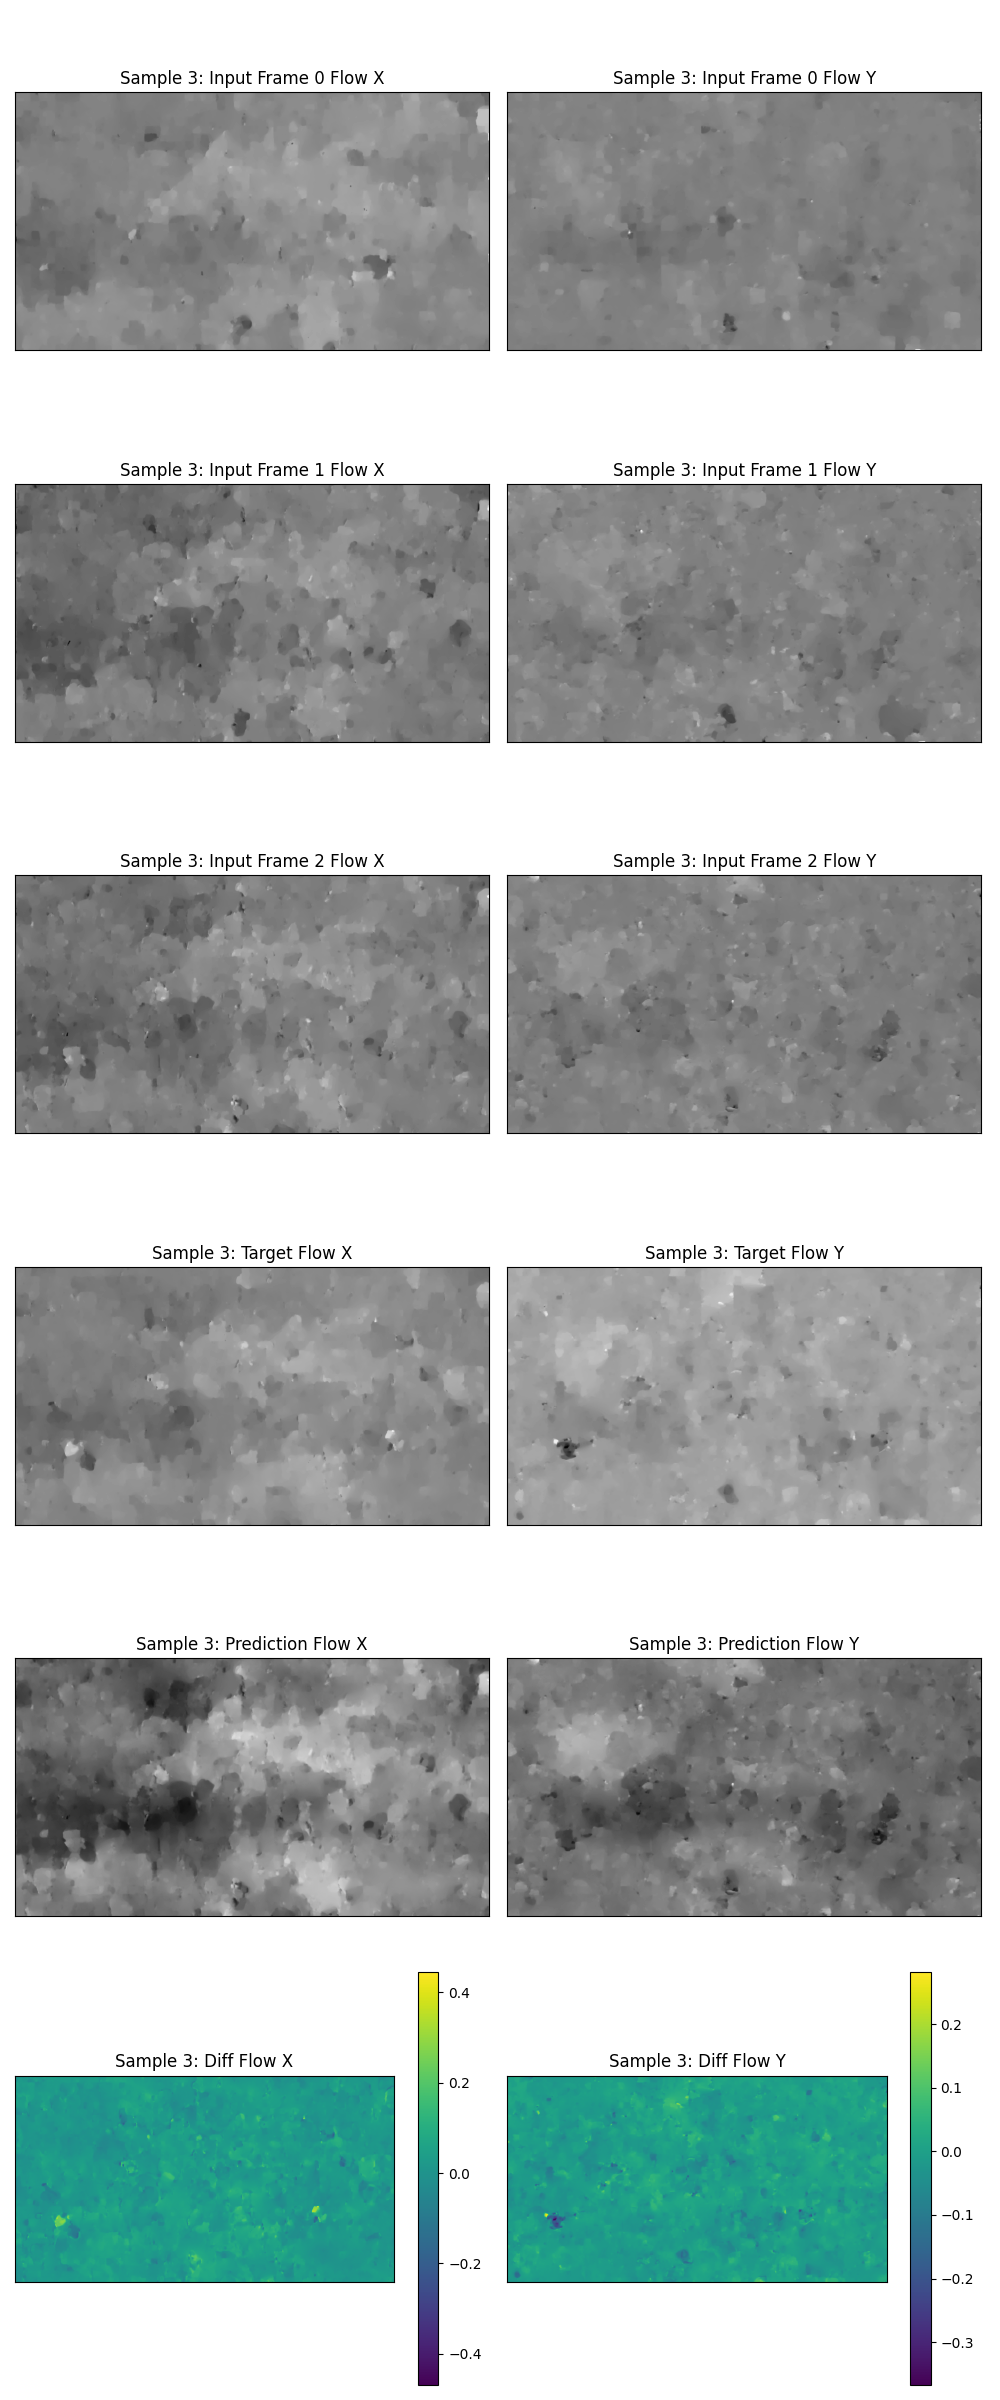 Sample 3: Input Frame 0 Flow X
Sample 3: Input Frame 0 Flow Y
Sample 3: Input Frame 1 Flow X
Sample 3: Input Frame 1 Flow Y
Sample 3: Input Frame 2 Flow X
Sample 3: Input Frame 2 Flow Y
Sample 3: Target Flow X
Sample 3: Target Flow Y
Sample 3: Prediction Flow X
Sample 3: Prediction Flow Y
Sample 3: Diff Flow X
0.4
0.2
0.0
−0.2
−0.4
Sample 3: Diff Flow Y
0.2
0.1
0.0
−0.1
−0.2
−0.3